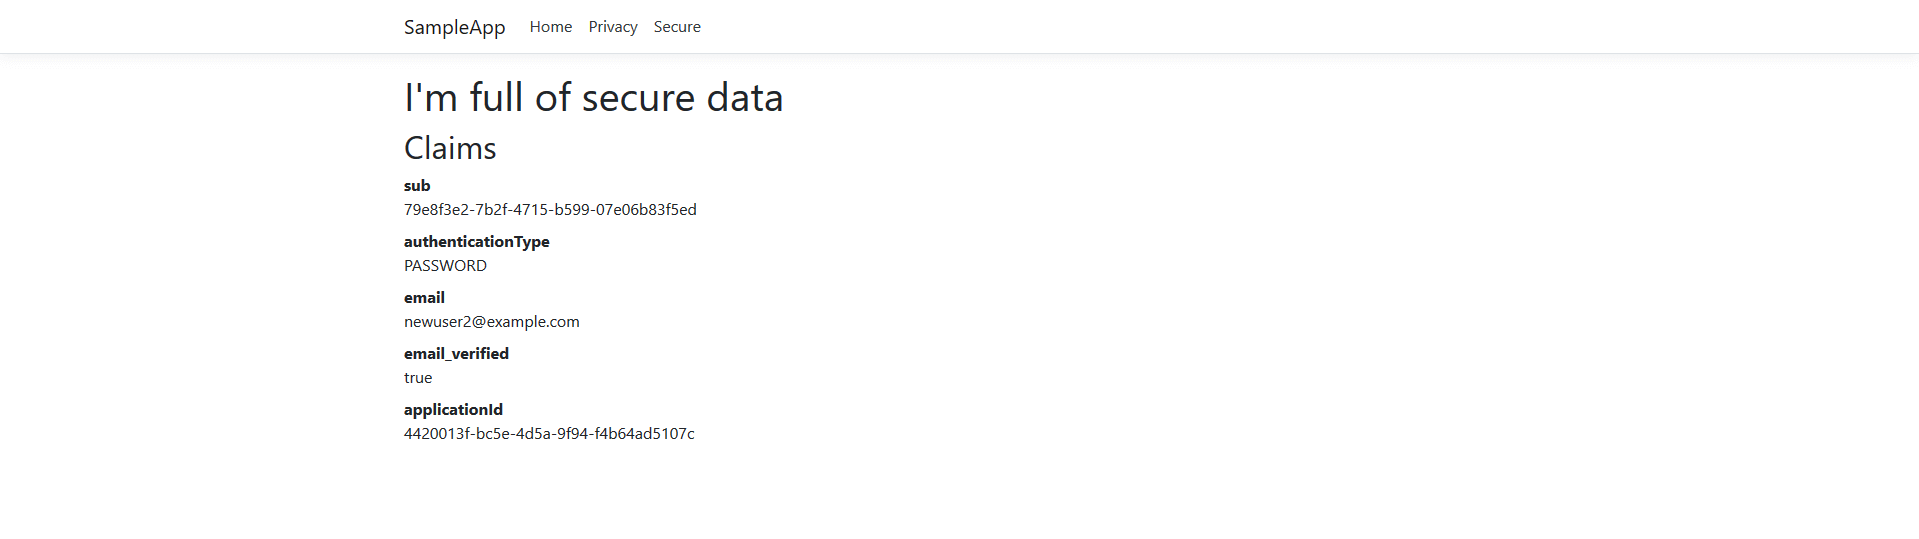 SampleApp Home Privacy Secure
I'm full of secure data
Claims
sub
79e8f3e2-7b2f-4715-b599-07e06b83f5ed
authenticationType
PASSWORD
email
newuser2@example.com
email_verified
true
applicationId
4420013f-bc5e-4d5a-9f94-f4b64ad5107c